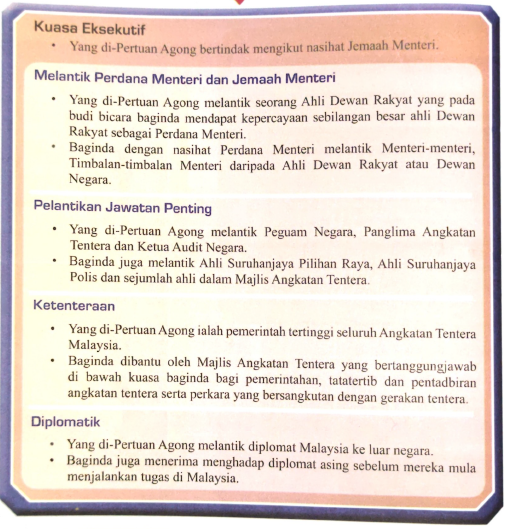 Kuasa Eksekutif
• Yang di-Pertuan Agong bertindak mengikut nasihat Jemaah Menteri.
Melantik Perdana Menteri dan Jemaah Menteri
• Yang di-Pertuan Agong melantik seorang Ahli Dewan Rakyat yang pada
budi bicara baginda mendapat kepercayaan sebilangan besar ahli Dewan
Rakyat sebagai Perdana Menteri.
• Baginda dengan nasihat Perdana Menteri melantik Menteri-menteri,
Timbalan-timbalan Menteri daripada Ahli Dewan Rakyat atau Dewan
Negara.
Pelantikan Jawatan Penting
• Yang di-Pertuan Agong melantik Peguam Negara, Panglima Angkatan
Tentera dan Ketua Audit Negara.
• Baginda juga melantik Ahli Suruhanjaya Pilihan Raya, Ahli Suruhanjaya
Polis dan sejumlah ahli dalam Majlis Angkatan Tentera.
Ketenteraan
• Yang di-Pertuan Agong ialah pemerintah tertinggi seluruh Angkatan Tentera
Malaysia.
• Baginda dibantu oleh Majlis Angkatan Tentera yang bertanggungjawab
di bawah kuasa baginda bagi pemerintahan, tatatertib dan pentadbiran
angkatan tentera serta perkara yang bersangkutan dengan gerakan tentera.
Diplomatik
• Yang di-Pertuan Agong melantik diplomat Malaysia ke luar negara.
• Baginda juga menerima menghadap diplomat asing sebelum mereka mula
menjalankan tugas di Malaysia.